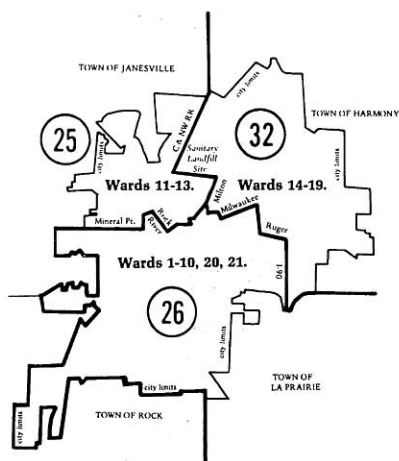 TOWN OF JANESVILLE
city limits
TOWN OF HARMONY
25
32
C & NW RR
Sanitary
Landfill
Site
city limits
city limits
Wards 11-13.
Wards 14-19.
Milton
Milwaukee
Mineral Pt.
Rock
River
Ruger
Wards 1-10, 20, 21.
I-90
26
city limits
TOWN OF
LA PRAIRIE
city limits
TOWN OF ROCK
city limits